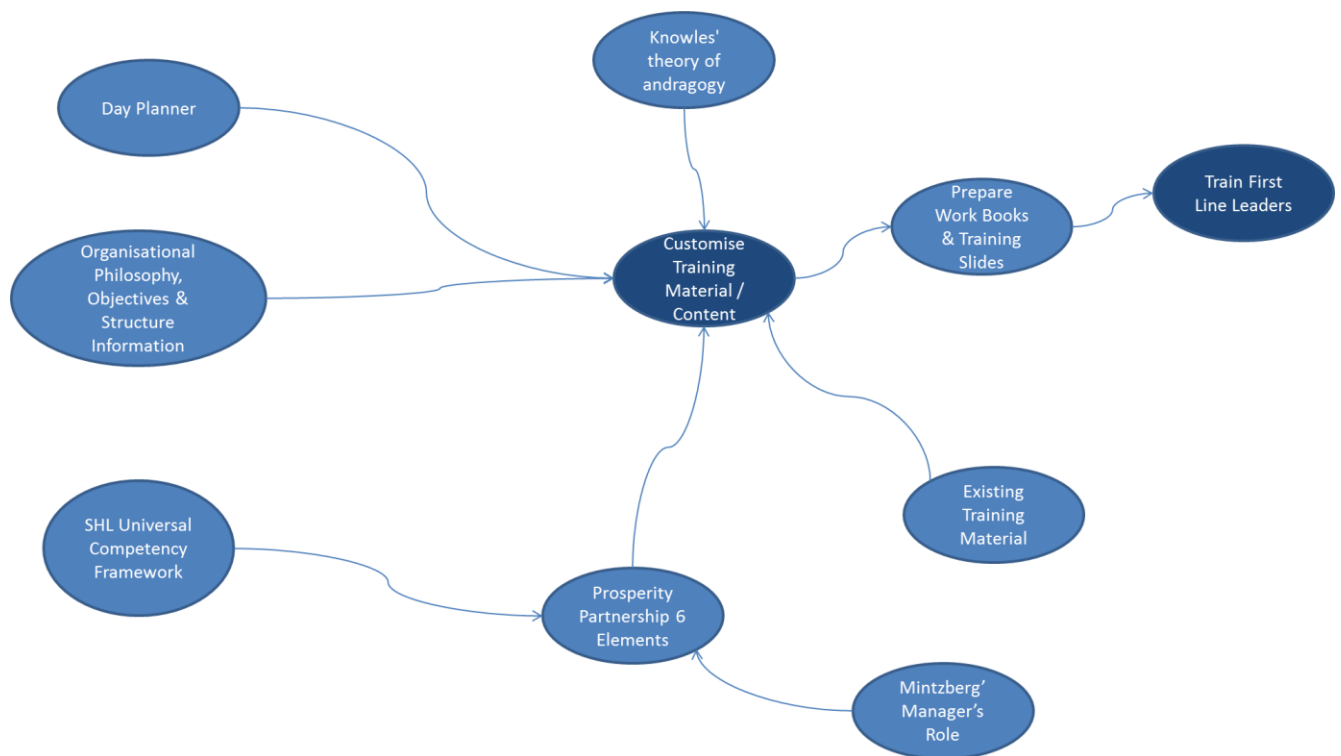 Knowles'
theory of
andragogy
Day Planner
Train First
Line Leaders
Prepare
Work Books
& Training
Slides
Organisational
Philosophy,
Objectives &
Structure
Information
Customise
Training
Material /
Content
SHL Universal
Competency
Framework
Existing
Training
Material
Prosperity
Partnership 6
Elements
Mintzberg’
Manager’s
Role